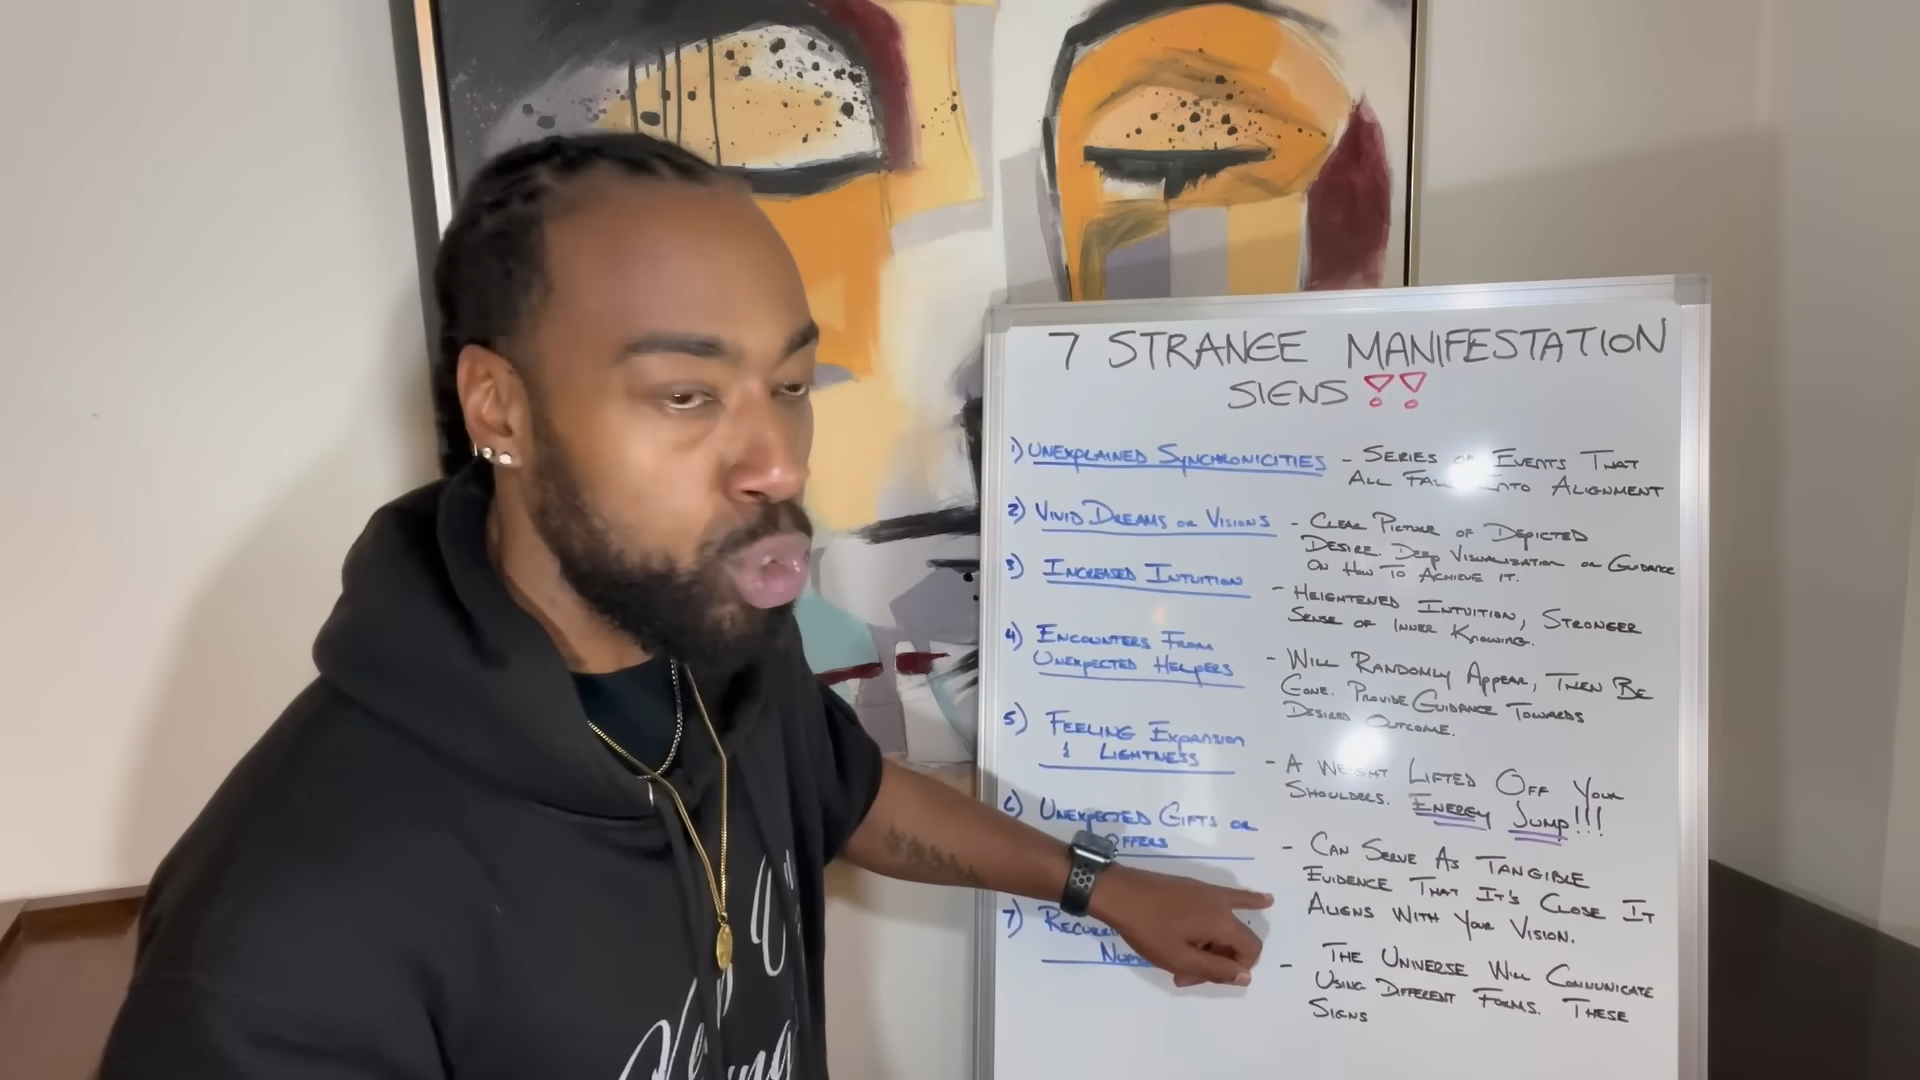 7 STRANGE MANIFESTATION
SIGNS !!
1) UNEXPLAINED SYNCHRONICITIES - SERIES OF EVENTS THAT
ALL FALL INTO ALIGNMENT
2) VIVID DREAMS OR VISIONS - CLEAR PICTURE OF DEPICTED
DESIRE. DEEP VISUALIZATION OR GUIDANCE
ON HOW TO ACHIEVE IT.
3) INCREASED INTUITION - HEIGHTENED INTUITION, STRONGER
SENSE OF INNER KNOWING.
4) ENCOUNTERS FROM
UNEXPECTED HELPERS
- WILL RANDOMLY APPEAR, THEN BE
GONE. PROVIDE GUIDANCE TOWARDS
DESIRED OUTCOME.
5) FEELING EXPANSION
& LIGHTNESS
- A WEIGHT LIFTED OFF YOUR
SHOULDERS. ENERGY JUMP!!!
6) UNEXPECTED GIFTS OR
OFFERS
- CAN SERVE AS TANGIBLE
EVIDENCE THAT IT'S CLOSE IT
ALIGNS WITH YOUR VISION.
7)
- THE UNIVERSE WILL COMMUNICATE
USING DIFFERENT FORMS. THESE
SIGNS